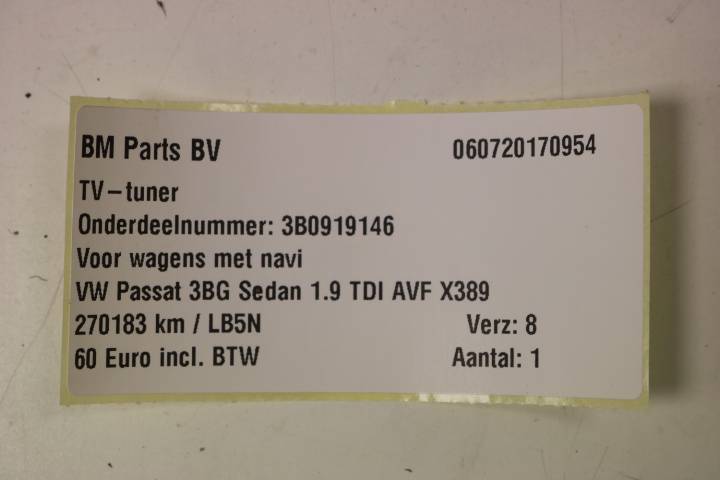 BM Parts BV 060720170954
TV-tuner
Onderdeelnummer: 3B0919146
Voor wagens met navi
VW Passat 3BG Sedan 1.9 TDI AVF X389
270183 km / LB5N Verz: 8
60 Euro incl. BTW Aantal: 1